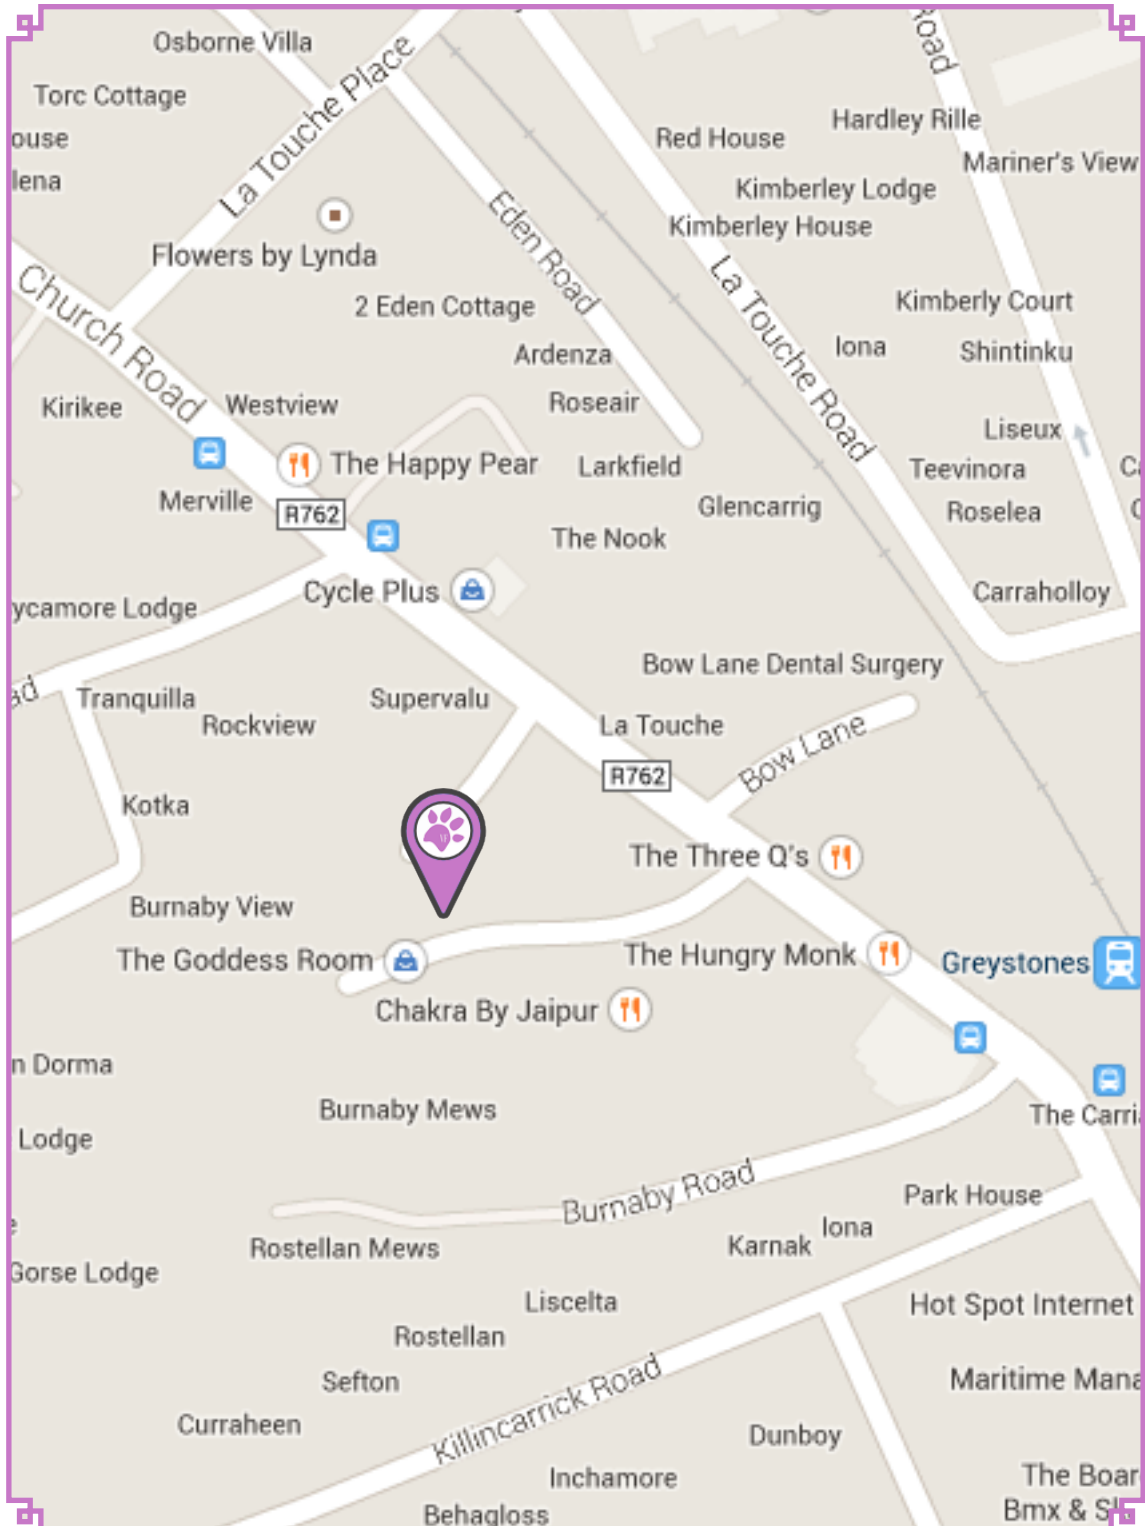 Osborne Villa
Road
Torc Cottage
La Touche Place
Hardley Rille
ouse
Red House
Mariner's View
lena
Kimberley Lodge
Kimberley House
Eden Road
Flowers by Lynda
Church Road
2 Eden Cottage
La Touche Road
Kimberly Court
Ardenza
Iona
Shintinku
Kirikee
Westview
Roseair
Liseux
The Happy Pear
Larkfield
Teevinora
Merville
R762
Glencarrig
Roselea
The Nook
Cycle Plus
Carraholloy
ycamore Lodge
Bow Lane Dental Surgery
ad
Tranquilla
Supervalu
Rockview
La Touche
Bow Lane
R762
Kotka
The Three Q's
Burnaby View
The Goddess Room
The Hungry Monk
Greystones
Chakra By Jaipur
n Dorma
Burnaby Mews
The Carri
Lodge
Burnaby Road
Park House
Iona
Karnak
Rostellan Mews
Gorse Lodge
Liscelta
Hot Spot Internet
Rostellan
Killincarrick Road
Sefton
Maritime Mana
Curraheen
Dunboy
Inchamore
The Boar
Behagloss
Bmx & S